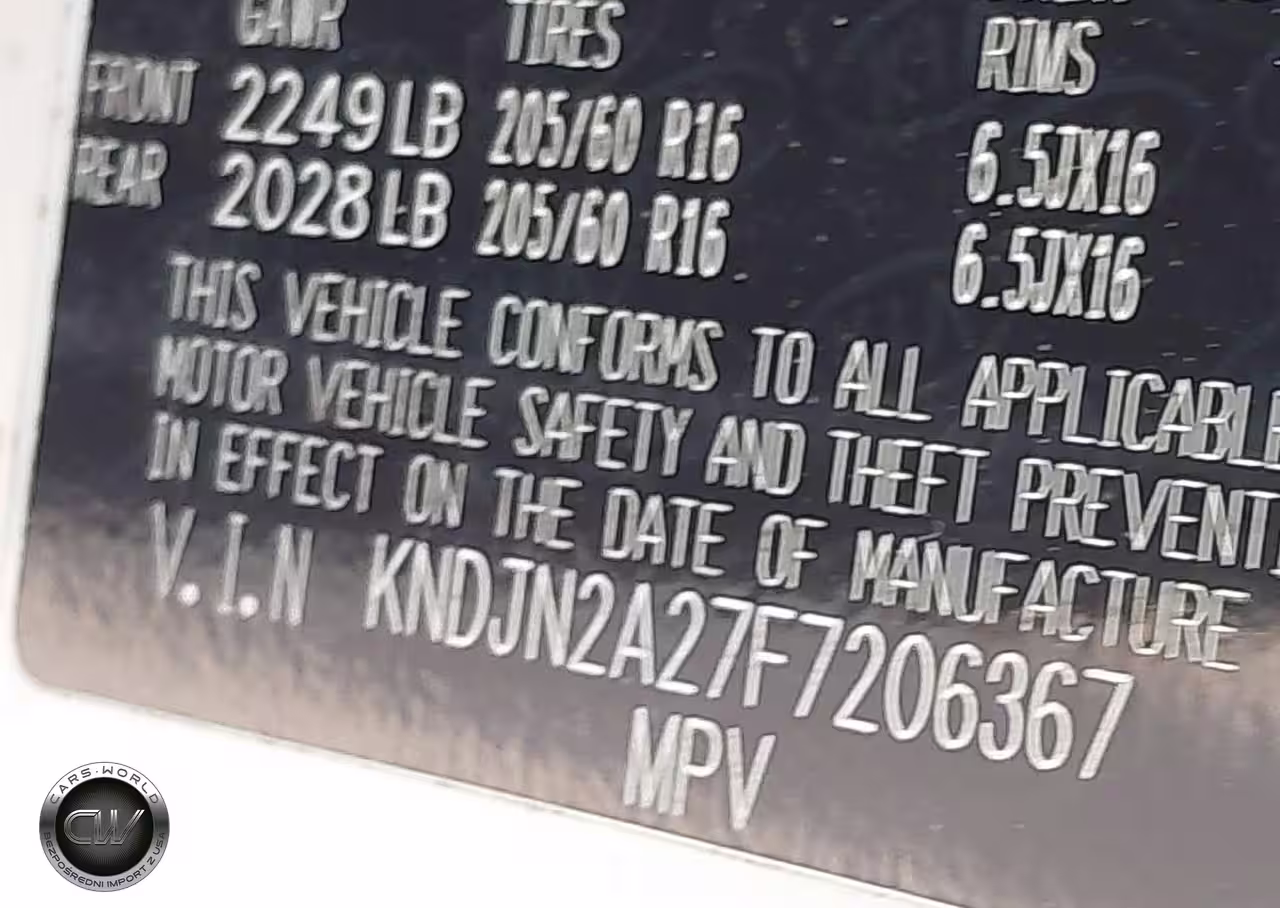 GAWR TIRES RIMS
FRONT 2249LB 205/60 R16 6.5JX16
REAR 2028LB 205/60 R16 6.5JX16
THIS VEHICLE CONFORMS TO ALL APPLICABLE
MOTOR VEHICLE SAFETY AND THEFT PREVENTI
IN EFFECT ON THE DATE OF MANUFACTURE
V.I.N KNDJN2A27F7206367
MPV
CARS-WORLD
CW
BEZPOŚREDNI IMPORT Z USA